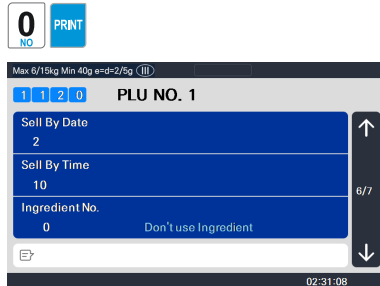 0
NO
PRINT
Max 6/15kg Min 40g e=d=2/5g (III)
1 1 2 0 PLU NO. 1
Sell By Date
2
Sell By Time
10
6/7
Ingredient No.
0 Don't use Ingredient
02:31:08